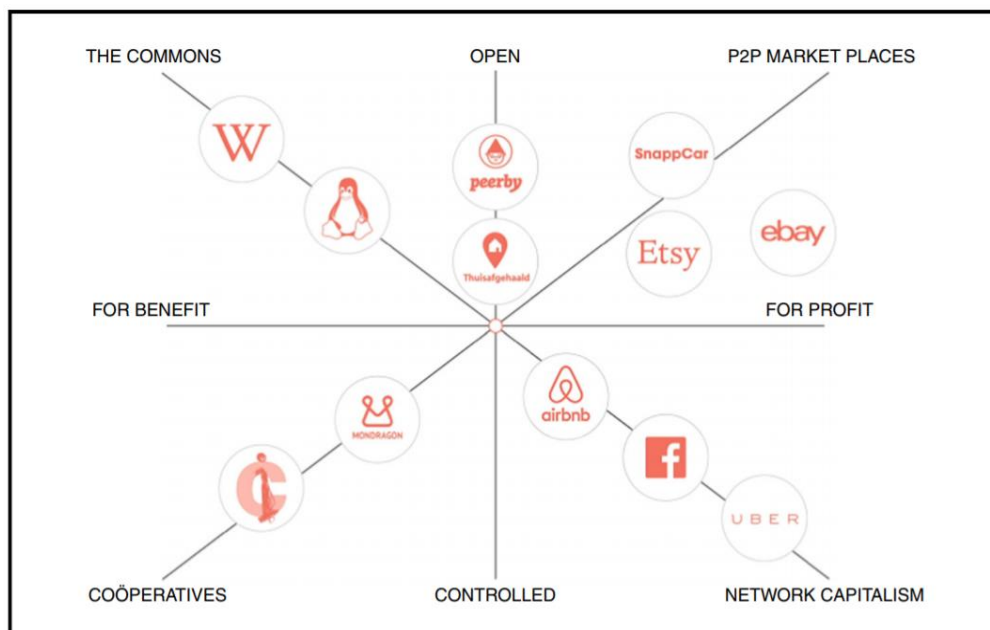 THE COMMONS
OPEN
P2P MARKET PLACES
W
peerby
SnappCar
Thuisafgehaald
Etsy
ebay
FOR BENEFIT
FOR PROFIT
MONDRAGON
airbnb
C
f
UBER
COÖPERATIVES
CONTROLLED
NETWORK CAPITALISM